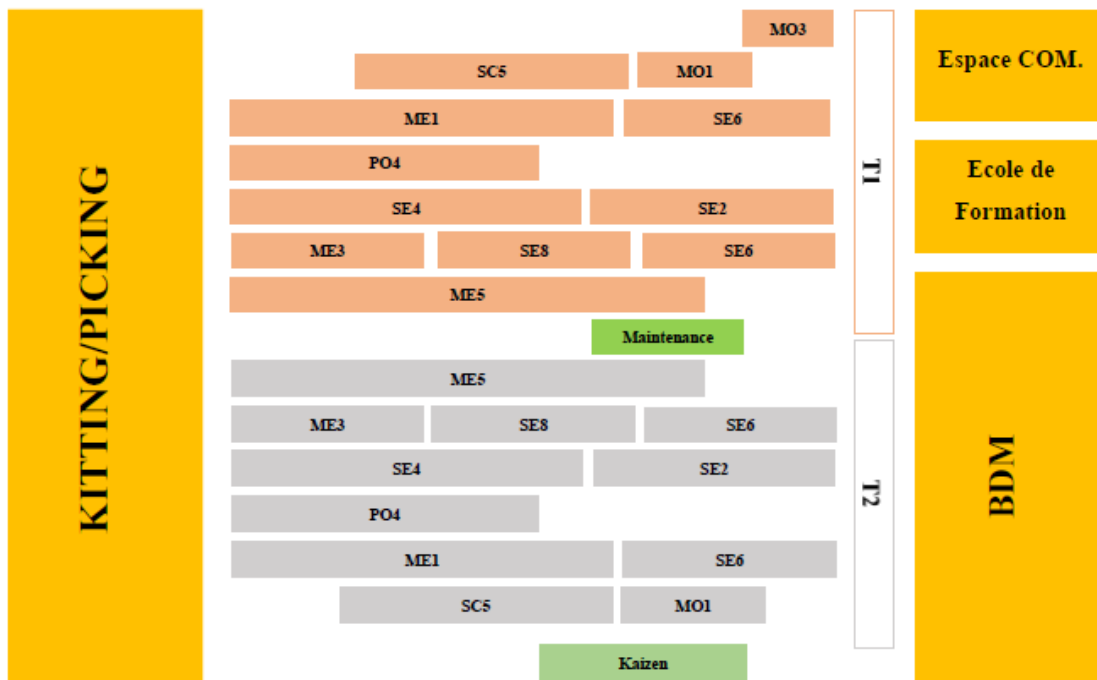 KITTING/PICKING
MO3
SC5
MO1
ME1
SE6
PO4
SE4
SE2
ME3
SE8
SE6
ME5
Maintenance
ME5
ME3
SE8
SE6
SE4
SE2
PO4
ME1
SE6
SC5
MO1
Kaizen
T1
T2
Espace COM.
Ecole de
Formation
BDM